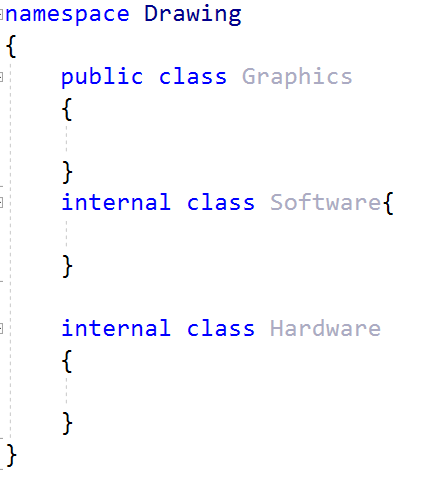 namespace Drawing
{
    public class Graphics
    {

    }
    internal class Software{

    }

    internal class Hardware
    {

    }
}